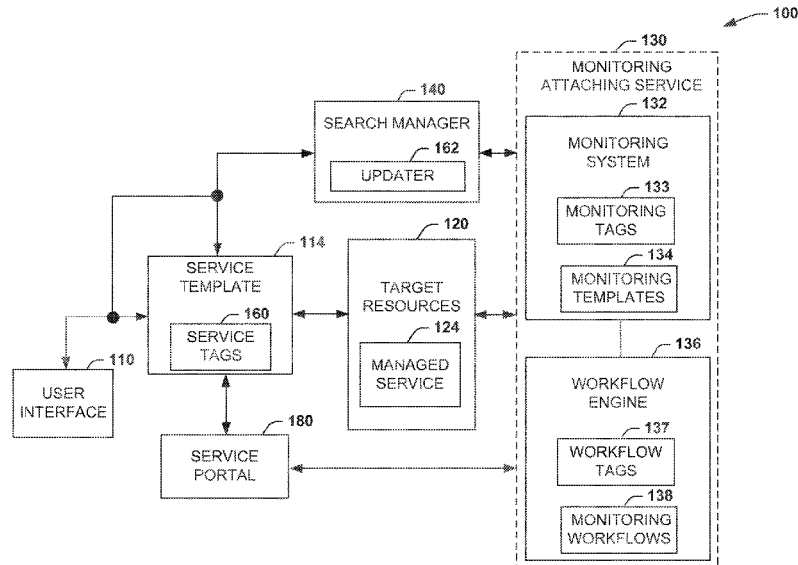 100
130
MONITORING
ATTACHING SERVICE
140
SEARCH MANAGER
162
UPDATER
132
MONITORING
SYSTEM
133
MONITORING
TAGS
134
MONITORING
TEMPLATES
114
SERVICE
TEMPLATE
160
SERVICE
TAGS
120
TARGET
RESOURCES
124
MANAGED
SERVICE
110
USER
INTERFACE
180
SERVICE
PORTAL
136
WORKFLOW
ENGINE
137
WORKFLOW
TAGS
138
MONITORING
WORKFLOWS